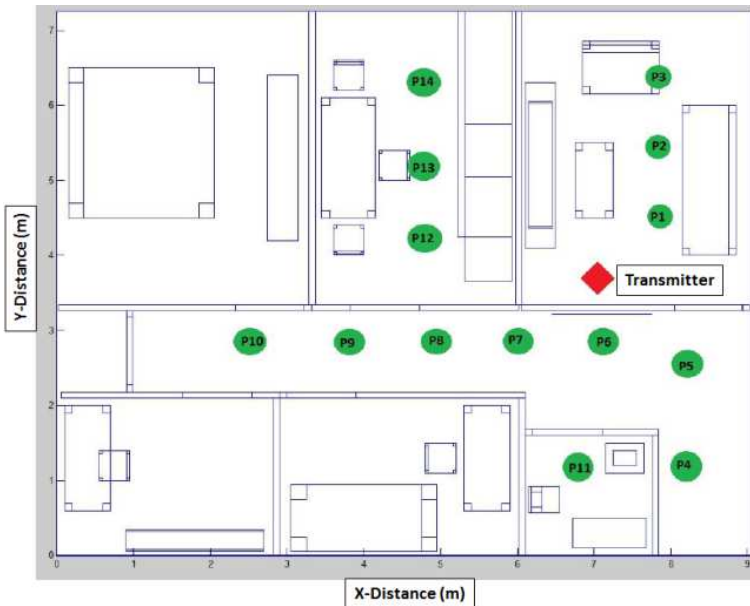 7
P14
P3
6
P2
P13
5
P1
P12
4
Transmitter
Y-Distance (m)
3
P10
P9
P8
P7
P6
P5
2
P11
P4
1
0
0
1
2
3
4
5
6
7
8
9
X-Distance (m)